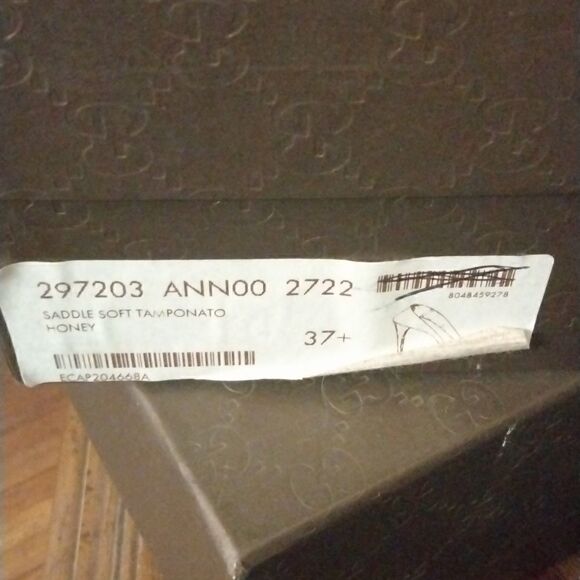 297203 ANN00 2722
8048459278
SADDLE SOFT TAMPONATO
HONEY
37+
ECAP204668A